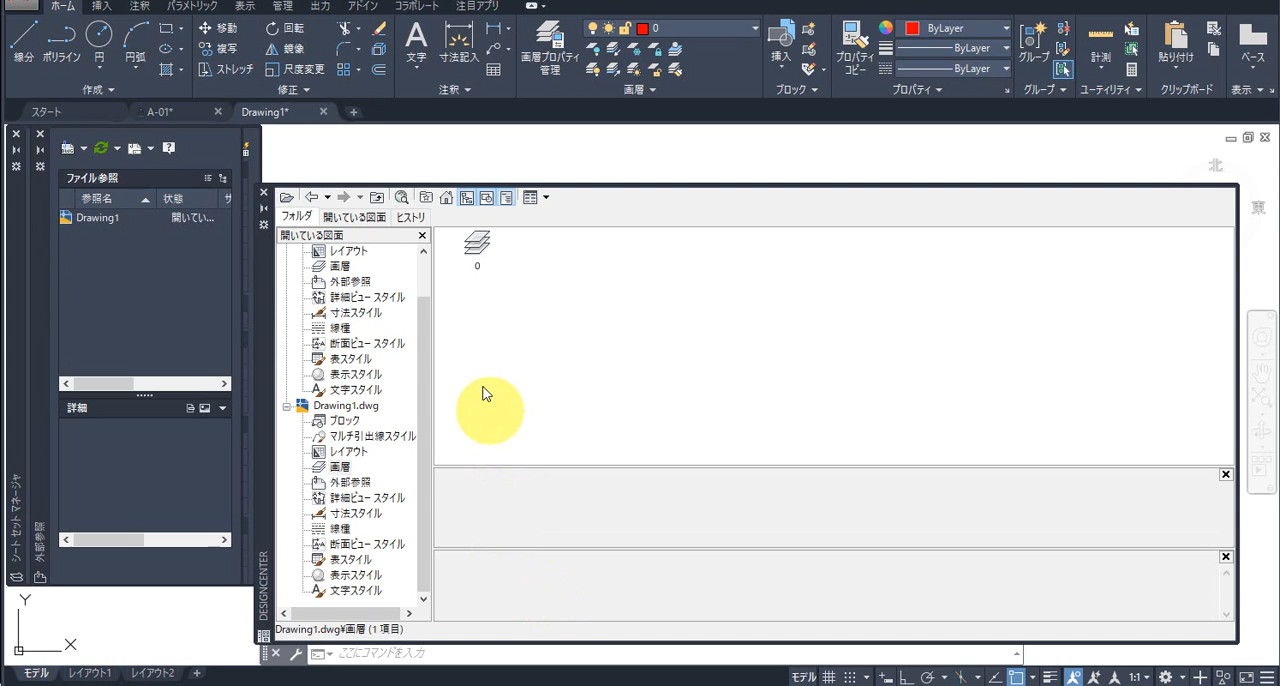 ホーム 挿入 注釈 パラメトリック 表示 管理 出力 アドイン コラボレート 注目アプリ
線分 ポリライン 円 円弧
移動 回転
複写 鏡像
ストレッチ 尺度変更
文字 寸法記入
画層プロパティ管理
0
挿入
プロパティコピー
ByLayer
ByLayer
ByLayer
グループ
計測
貼り付け
ベース
作成 修正 注釈 画層 ブロック プロパティ グループ ユーティリティ クリップボード 表示
スタート A-01* Drawing1*
ファイル参照
参照名 状態 サ
Drawing1 開いてい...
詳細
シート セット マネージャ
外部参照
DESIGNCENTER
フォルダ 開いている図面 ヒストリ
開いている図面
レイアウト
画層
外部参照
詳細ビュー スタイル
寸法スタイル
線種
断面ビュー スタイル
表スタイル
表示スタイル
文字スタイル
Drawing1.dwg
ブロック
マルチ引出線スタイル
レイアウト
画層
外部参照
詳細ビュー スタイル
寸法スタイル
線種
断面ビュー スタイル
表スタイル
表示スタイル
文字スタイル
0
Drawing1.dwg¥画層 (1 項目)
北
東
Y
X
ここにコマンドを入力
モデル レイアウト1 レイアウト2
モデル 1:1